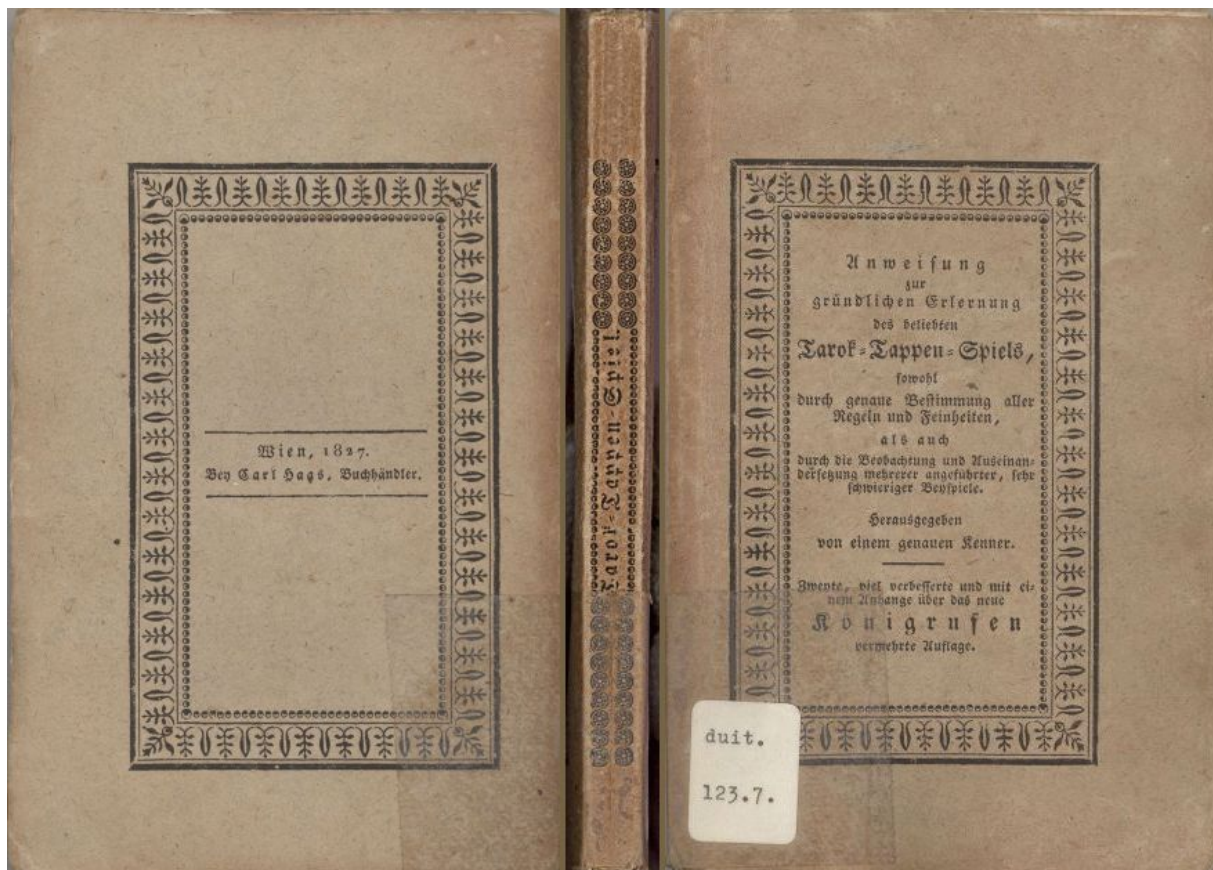 Wien, 1827.
Bey Carl Haas, Buchhändler.
Tarok-Tappen-Spiel.
Anweisung
zur
gründlichen Erlernung
des beliebten
Tarok-Tappen-Spiels,
sowohl
durch genaue Bestimmung aller
Regeln und Feinheiten,
als auch
durch die Beobachtung und Auseinan-
dersetzung mehrerer angeführter, sehr
schwieriger Beyspiele.
Herausgegeben
von einem genauen Kenner.
Zweyte, viel verbesserte und mit ei-
nem Anhange über das neue
Königrufen
vermehrte Auflage.
duit.
123.7.